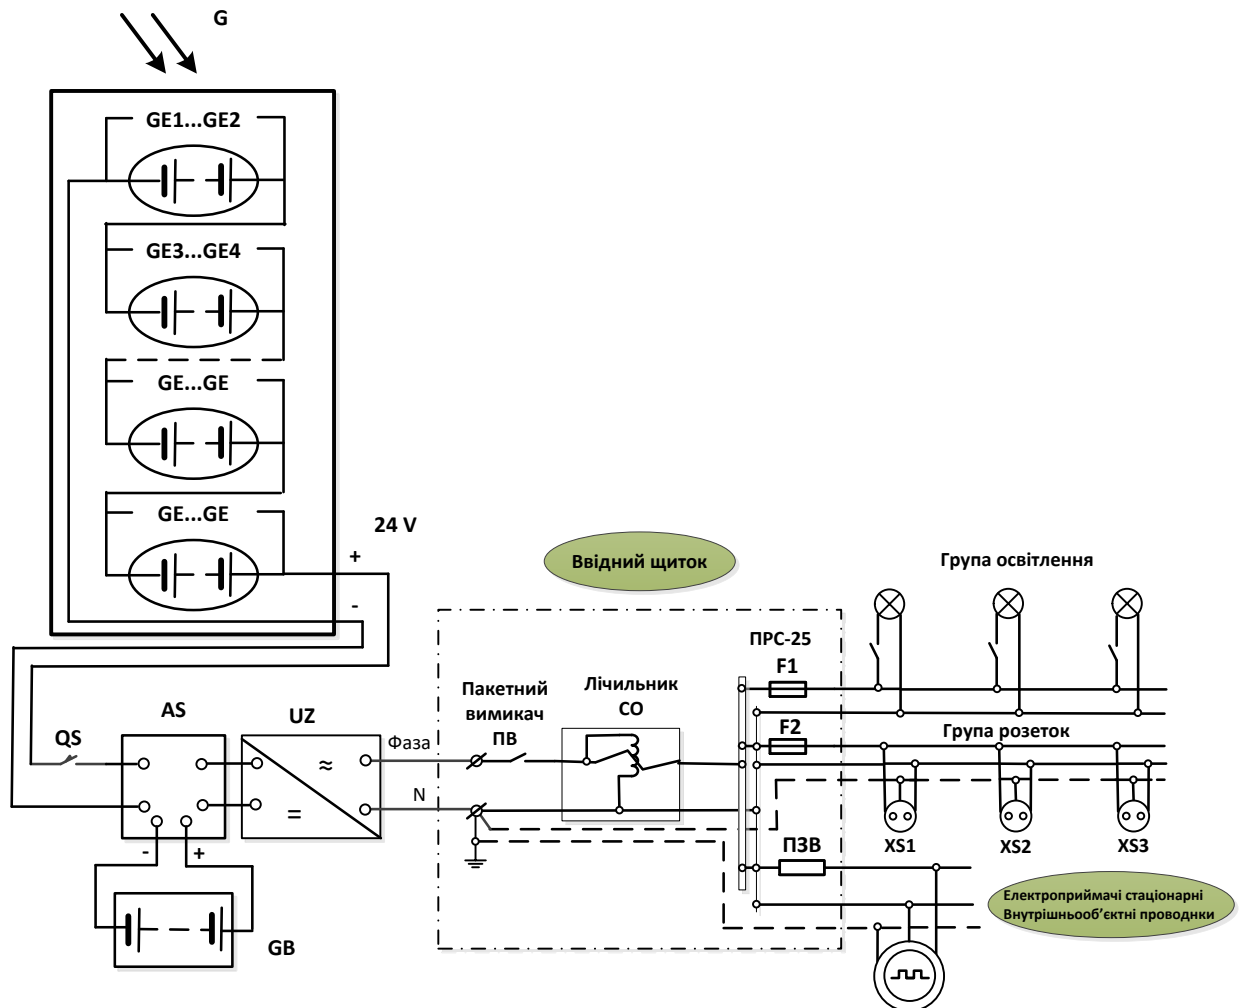 G
GE1...GE2
GE3...GE4
GE...GE
GE...GE
24 V
+
-
QS
AS
UZ
≈
=
Фаза
N
-
+
GB
Ввідний щиток
Пакетний
вимикач
ПВ
Лічильник
СО
ПРС-25
F1
F2
ПЗВ
Група освітлення
Група розеток
XS1
XS2
XS3
Електроприймачі стаціонарні
Внутрішньооб’єктні проводнки